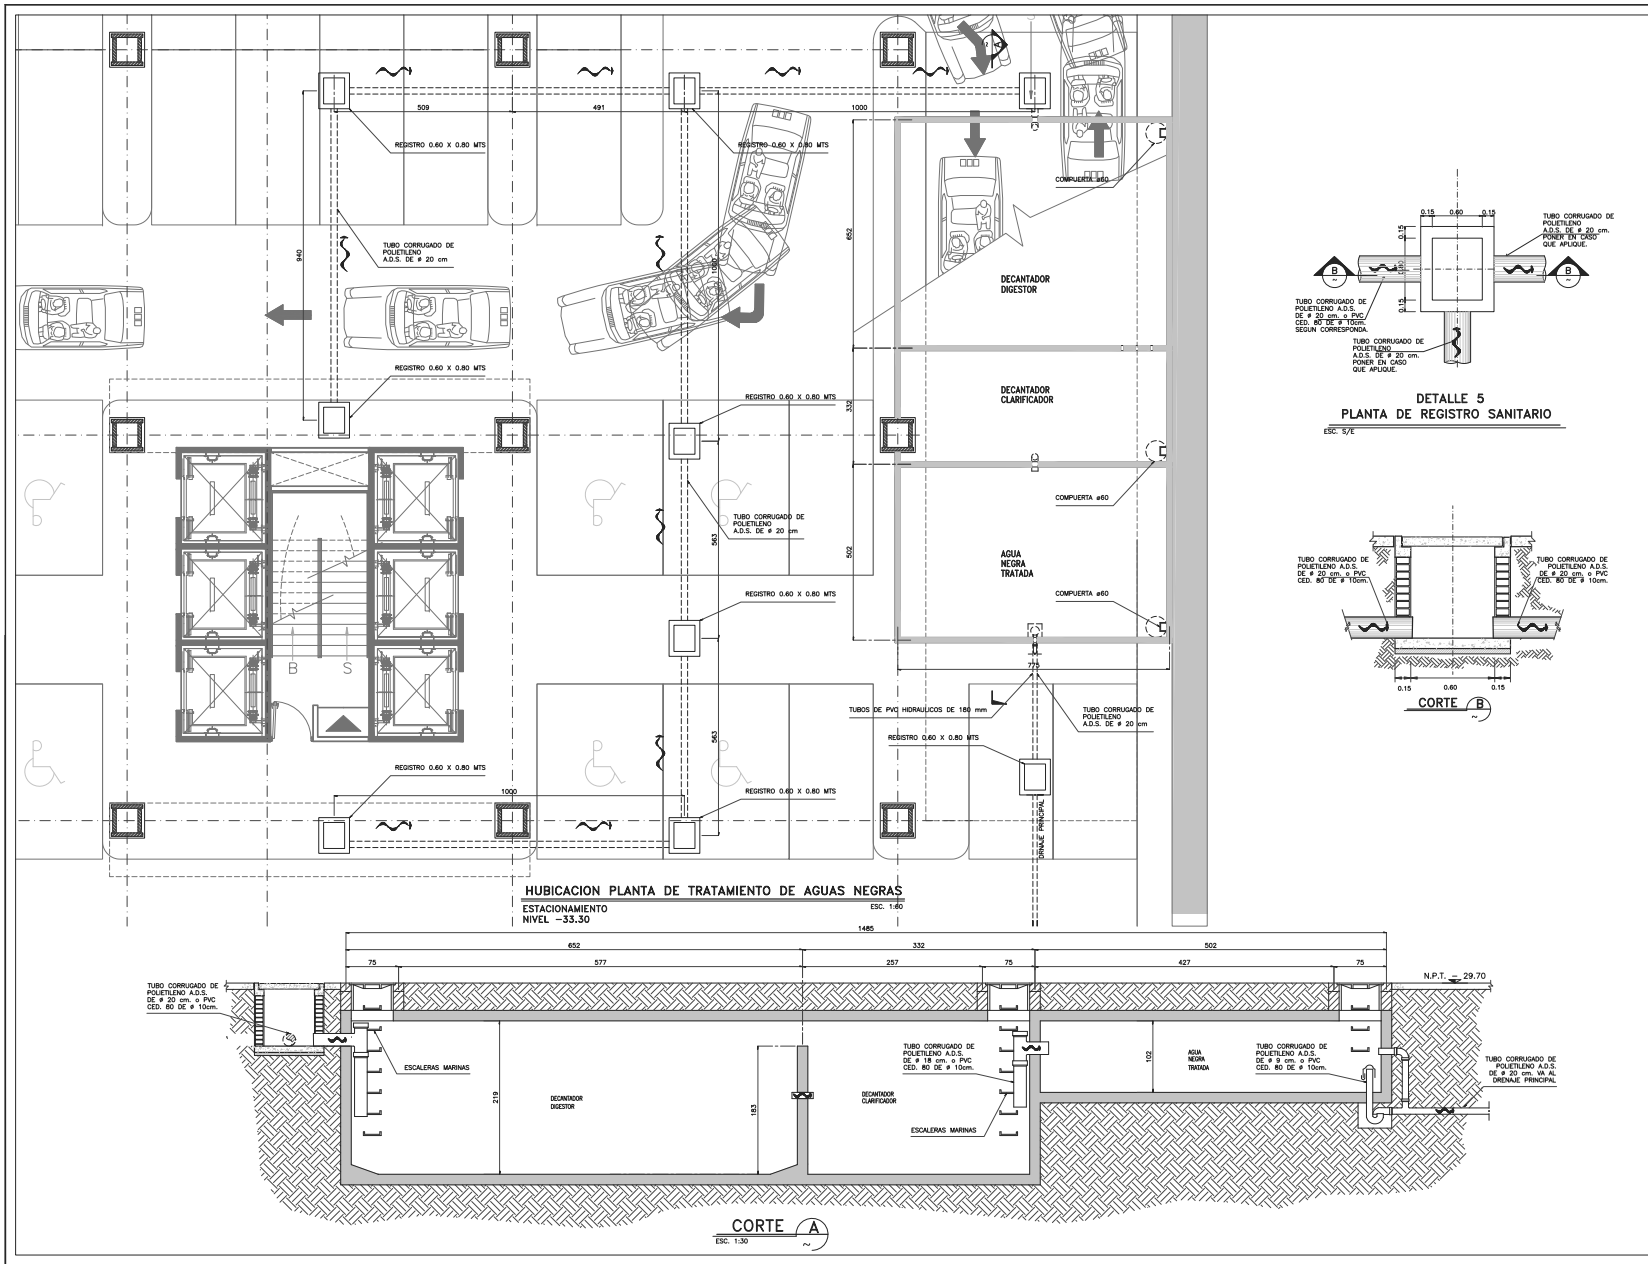 A
509
491
1000
REGISTRO 0.60 X 0.80 MTS
REGISTRO 0.60 X 0.80 MTS
COMPUERTA ø60
940
TUBO CORRUGADO DE
POLIETILENO
A.D.S. DE ø 20 cm
652
DECANTADOR
DIGESTOR
REGISTRO 0.60 X 0.80 MTS
REGISTRO 0.60 X 0.80 MTS
332
DECANTADOR
CLARIFICADOR
COMPUERTA ø60
TUBO CORRUGADO DE
POLIETILENO
A.D.S. DE ø 20 cm
563
502
AGUA
NEGRA
TRATADA
REGISTRO 0.60 X 0.80 MTS
COMPUERTA ø60
B
S
775
TUBOS DE PVC HIDRAULICOS DE 180 mm
TUBO CORRUGADO DE
POLIETILENO
A.D.S. DE ø 20 cm
REGISTRO 0.60 X 0.80 MTS
563
REGISTRO 0.60 X 0.80 MTS
REGISTRO 0.60 X 0.80 MTS
1000
DRNAJE PRINCIPAL
HUBICACION PLANTA DE TRATAMIENTO DE AGUAS NEGRAS
ESTACIONAMIENTO
NIVEL -33.30
ESC. 1:60
0.15
0.60
0.15
TUBO CORRUGADO DE
POLIETILENO
A.D.S. DE ø 20 cm.
PONER EN CASO
QUE APLIQUE.
0.15
0.15
B
B
TUBO CORRUGADO DE
POLIETILENO A.D.S.
DE ø 20 cm. o PVC
CED. 80 DE ø 10cm.
SEGUN CORRESPONDA.
TUBO CORRUGADO DE
POLIETILENO
A.D.S. DE ø 20 cm.
PONER EN CASO
QUE APLIQUE.
DETALLE 5
PLANTA DE REGISTRO SANITARIO
ESC. S/E
TUBO CORRUGADO DE
POLIETILENO A.D.S.
DE ø 20 cm. o PVC
CED. 80 DE ø 10cm.
TUBO CORRUGADO DE
POLIETILENO A.D.S.
DE ø 20 cm. o PVC
CED. 80 DE ø 10cm.
0.15
0.60
0.15
CORTE B
1485
652
332
502
75
577
257
75
427
75
N.P.T. - 29.70
TUBO CORRUGADO DE
POLIETILENO A.D.S.
DE ø 20 cm. o PVC
CED. 80 DE ø 10cm.
ESCALERAS MARINAS
219
DECANTADOR
DIGESTOR
183
DECANTADOR
CLARIFICADOR
TUBO CORRUGADO DE
POLIETILENO A.D.S.
DE ø 18 cm. o PVC
CED. 80 DE ø 10cm.
ESCALERAS MARINAS
102
AGUA
NEGRA
TRATADA
TUBO CORRUGADO DE
POLIETILENO A.D.S.
DE ø 9 cm. o PVC
CED. 80 DE ø 10cm.
TUBO CORRUGADO DE
POLIETILENO A.D.S.
DE ø 20 cm. VA AL
DRENAJE PRINCIPAL
CORTE A
ESC. 1:30